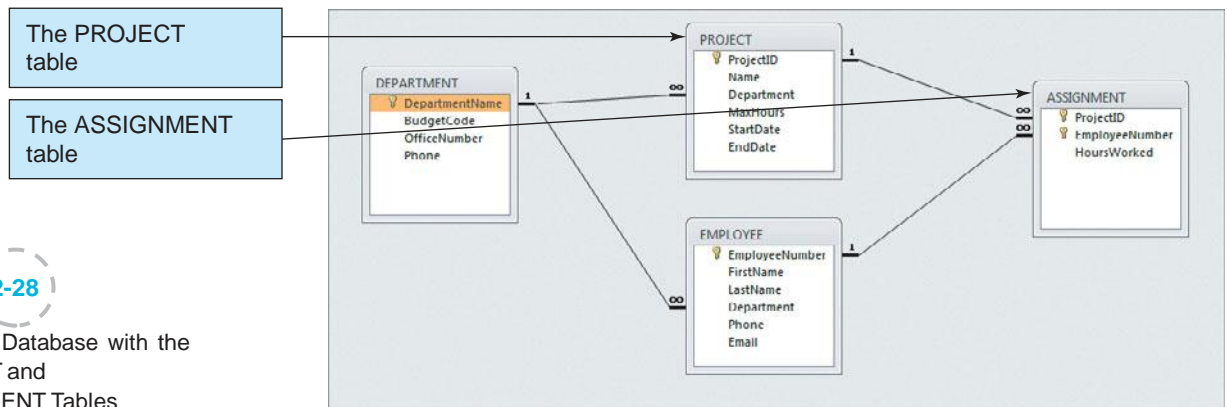 The PROJECT
table
The ASSIGNMENT
table
DEPARTMENT
DepartmentName
BudgetCode
OfficeNumber
Phone
1
∞
∞
PROJECT
ProjectID
Name
Department
MaxHours
StartDate
EndDate
1
EMPLOYEE
EmployeeNumber
FirstName
LastName
Department
Phone
Email
1
∞
∞
ASSIGNMENT
ProjectID
EmployeeNumber
HoursWorked
2-28
Database with the
and
ENT Tables